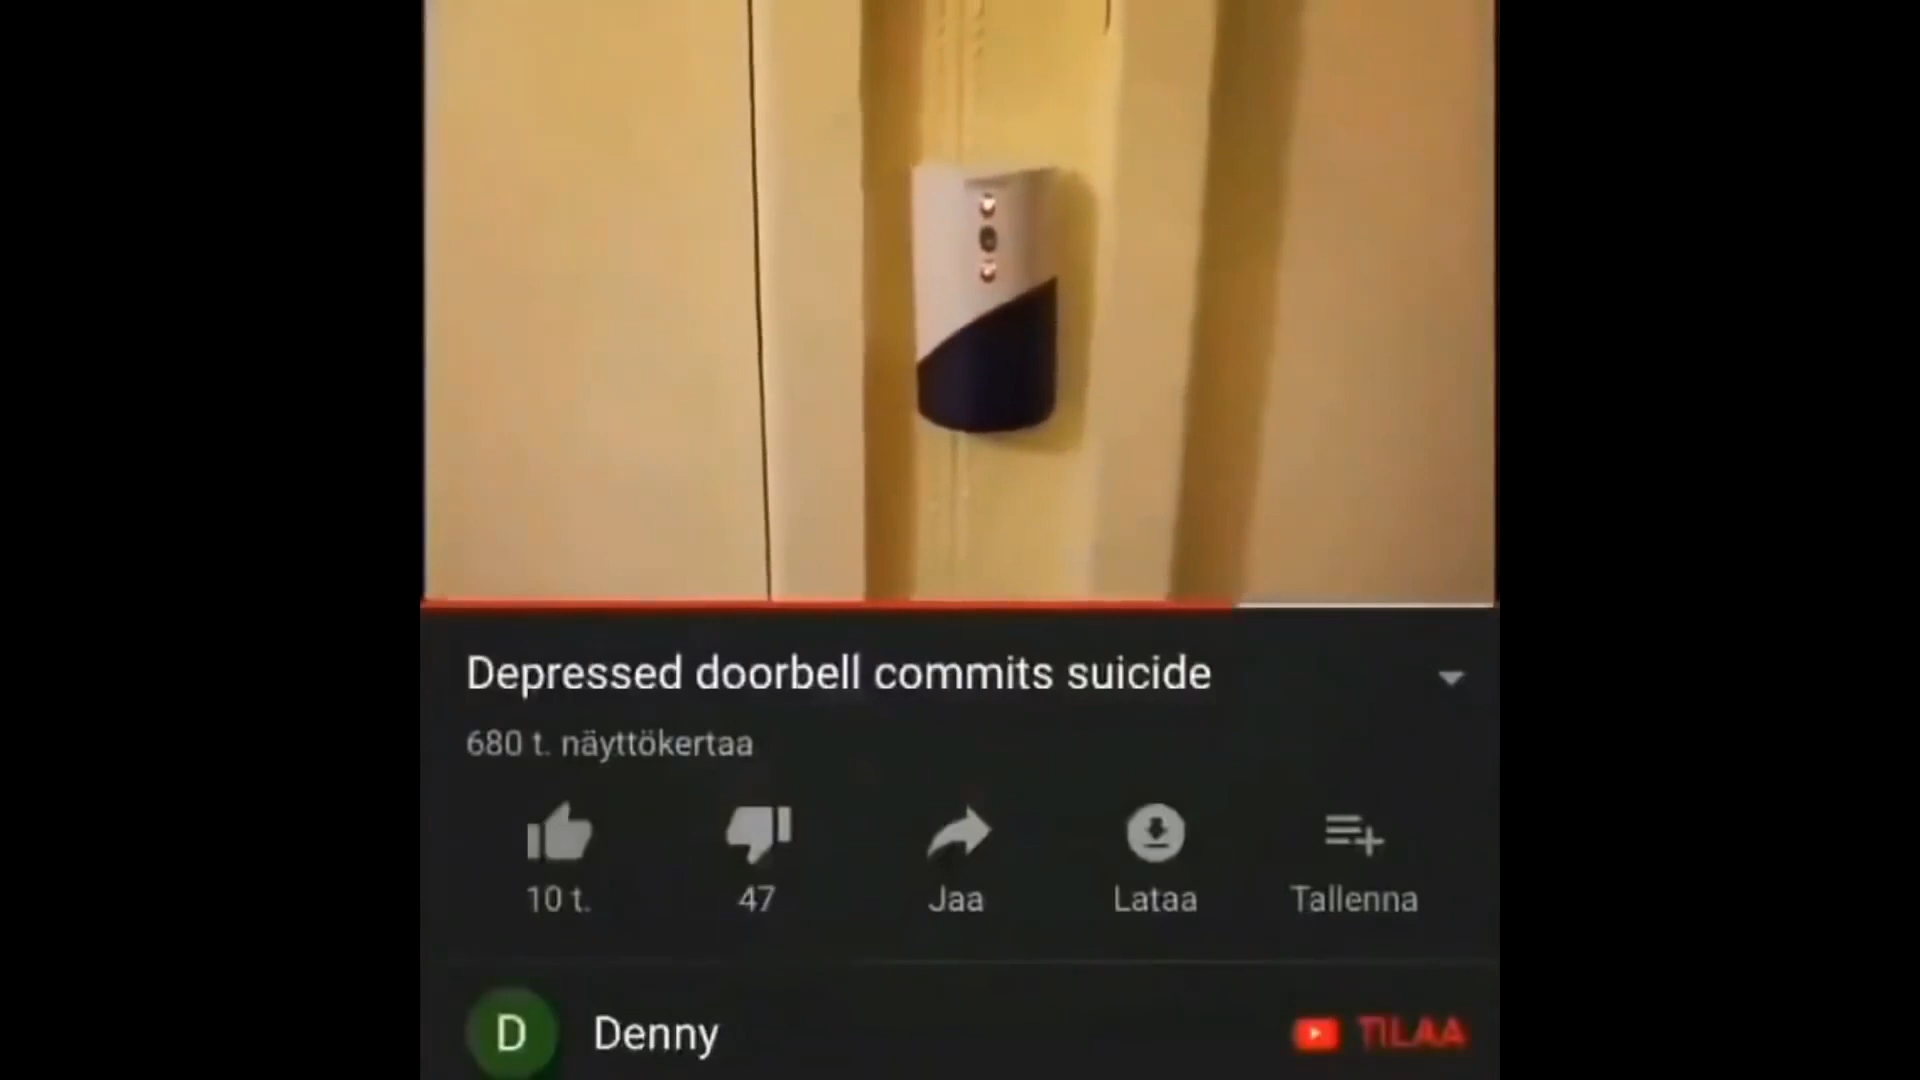 Depressed doorbell commits suicide
680 t. näyttökertaa
10 t.
47
Jaa
Lataa
Tallenna
D
Denny
TILAA